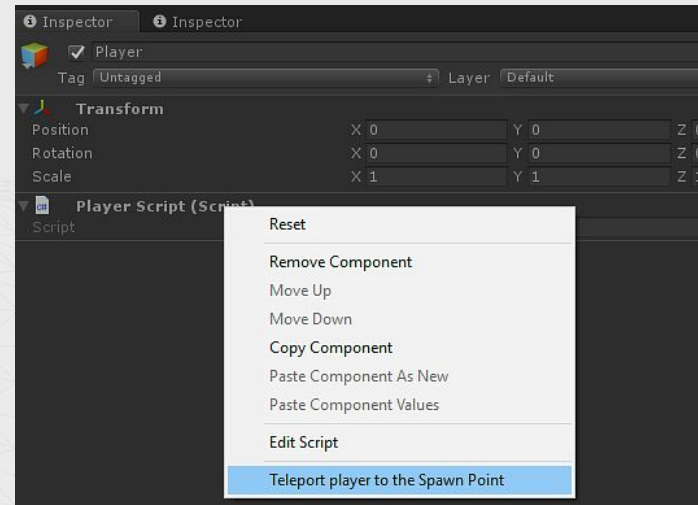 Inspector Inspector
Player
Tag Untagged Layer Default
Transform
Position X 0 Y 0 Z
Rotation X 0 Y 0 Z
Scale X 1 Y 1 Z
Player Script (Script)
Script
Reset
Remove Component
Move Up
Move Down
Copy Component
Paste Component As New
Paste Component Values
Edit Script
Teleport player to the Spawn Point